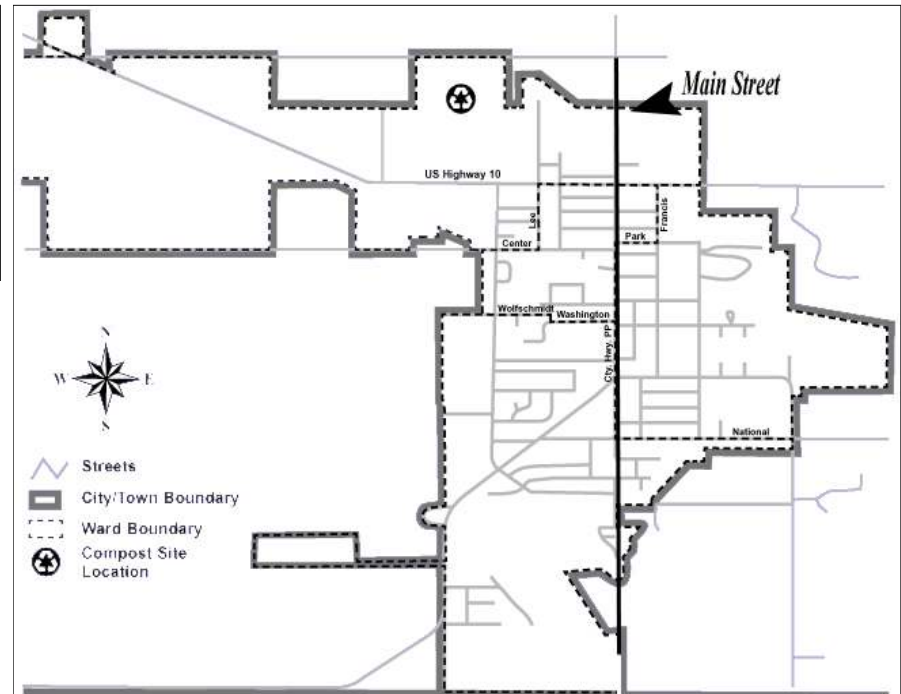 Main Street
US Highway 10
Lee
Francis
Center
Park
Wolfschmidt
Washington
Cty. Hwy. PP
National
N
W E
S
Streets
City/Town Boundary
Ward Boundary
Compost Site
Location